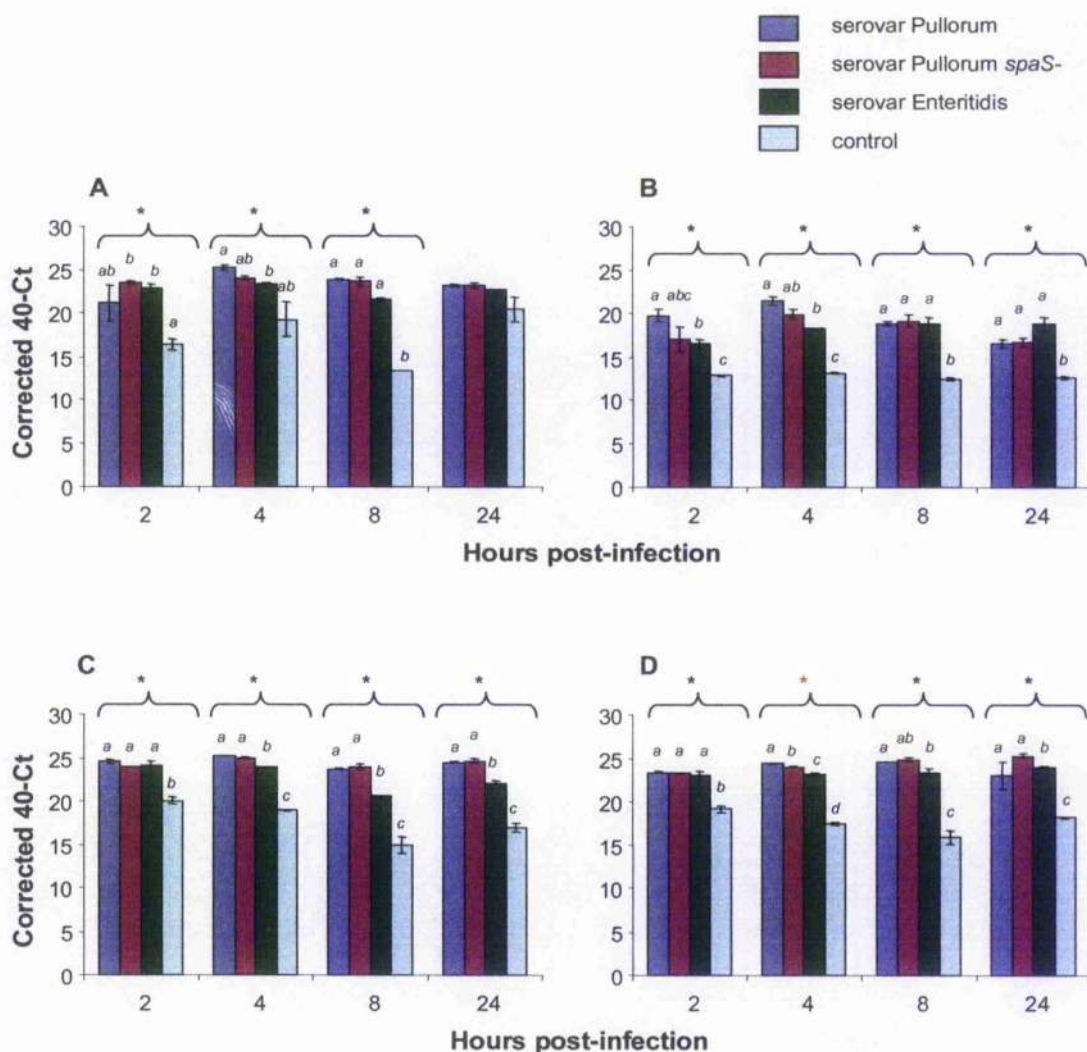 serovar Pullorum
serovar Pullorum spaS-
serovar Enteritidis
control
A
* * *
30
25
20
15
10
5
0
Corrected 40-Ct
ab b b a
a ab b ab
a a a b
2 4 8 24
B
* * * *
30
25
20
15
10
5
0
a abc b c
a ab b c
a a a b
a a a b
2 4 8 24
Hours post-infection
C
* * * *
30
25
20
15
10
5
0
Corrected 40-Ct
a a a b
a a b c
a a b c
a a b c
2 4 8 24
D
* * * *
30
25
20
15
10
5
0
a a a b
a b c d
a ab b c
a a b c
2 4 8 24
Hours post-infection